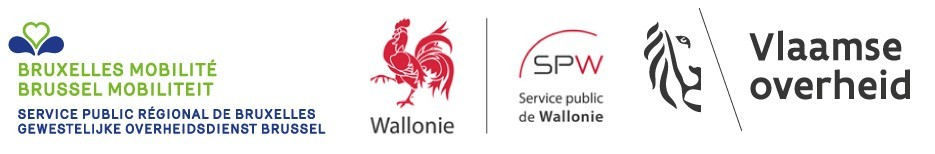 BRUXELLES MOBILITÉ
BRUSSEL MOBILITEIT
SERVICE PUBLIC RÉGIONAL DE BRUXELLES
GEWESTELIJKE OVERHEIDSDIENST BRUSSEL
Wallonie
SPW
Service public
de Wallonie
Vlaamse
overheid